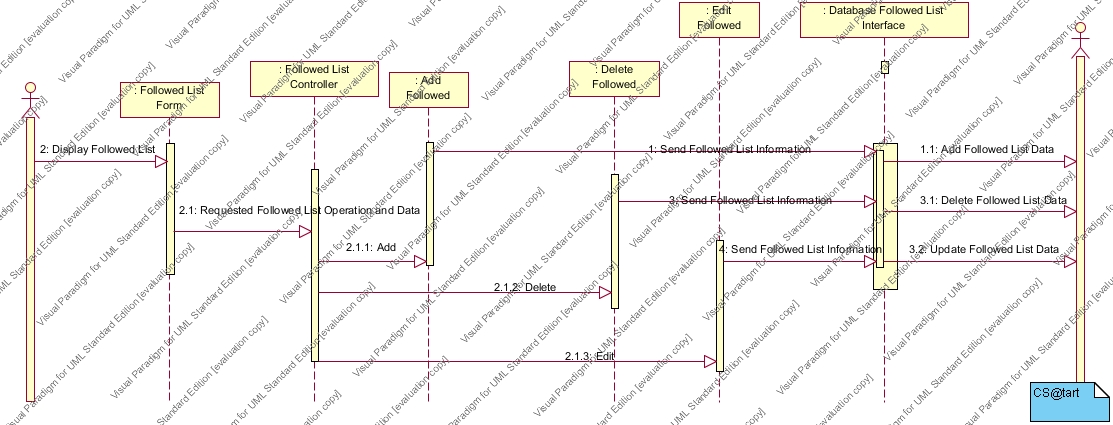 : Edit
Followed
: Database Followed List
Interface
: Followed List
Form
: Followed List
Controller
: Add
Followed
: Delete
Followed
2: Display Followed List
1: Send Followed List Information
1.1: Add Followed List Data
2.1: Requested Followed List Operation and Data
3: Send Followed List Information
3.1: Delete Followed List Data
2.1.1: Add
4: Send Followed List Information
3.2: Update Followed List Data
2.1.2: Delete
2.1.3: Edit
CS@tart
Visual Paradigm for UML Standard Edition [evaluation copy]